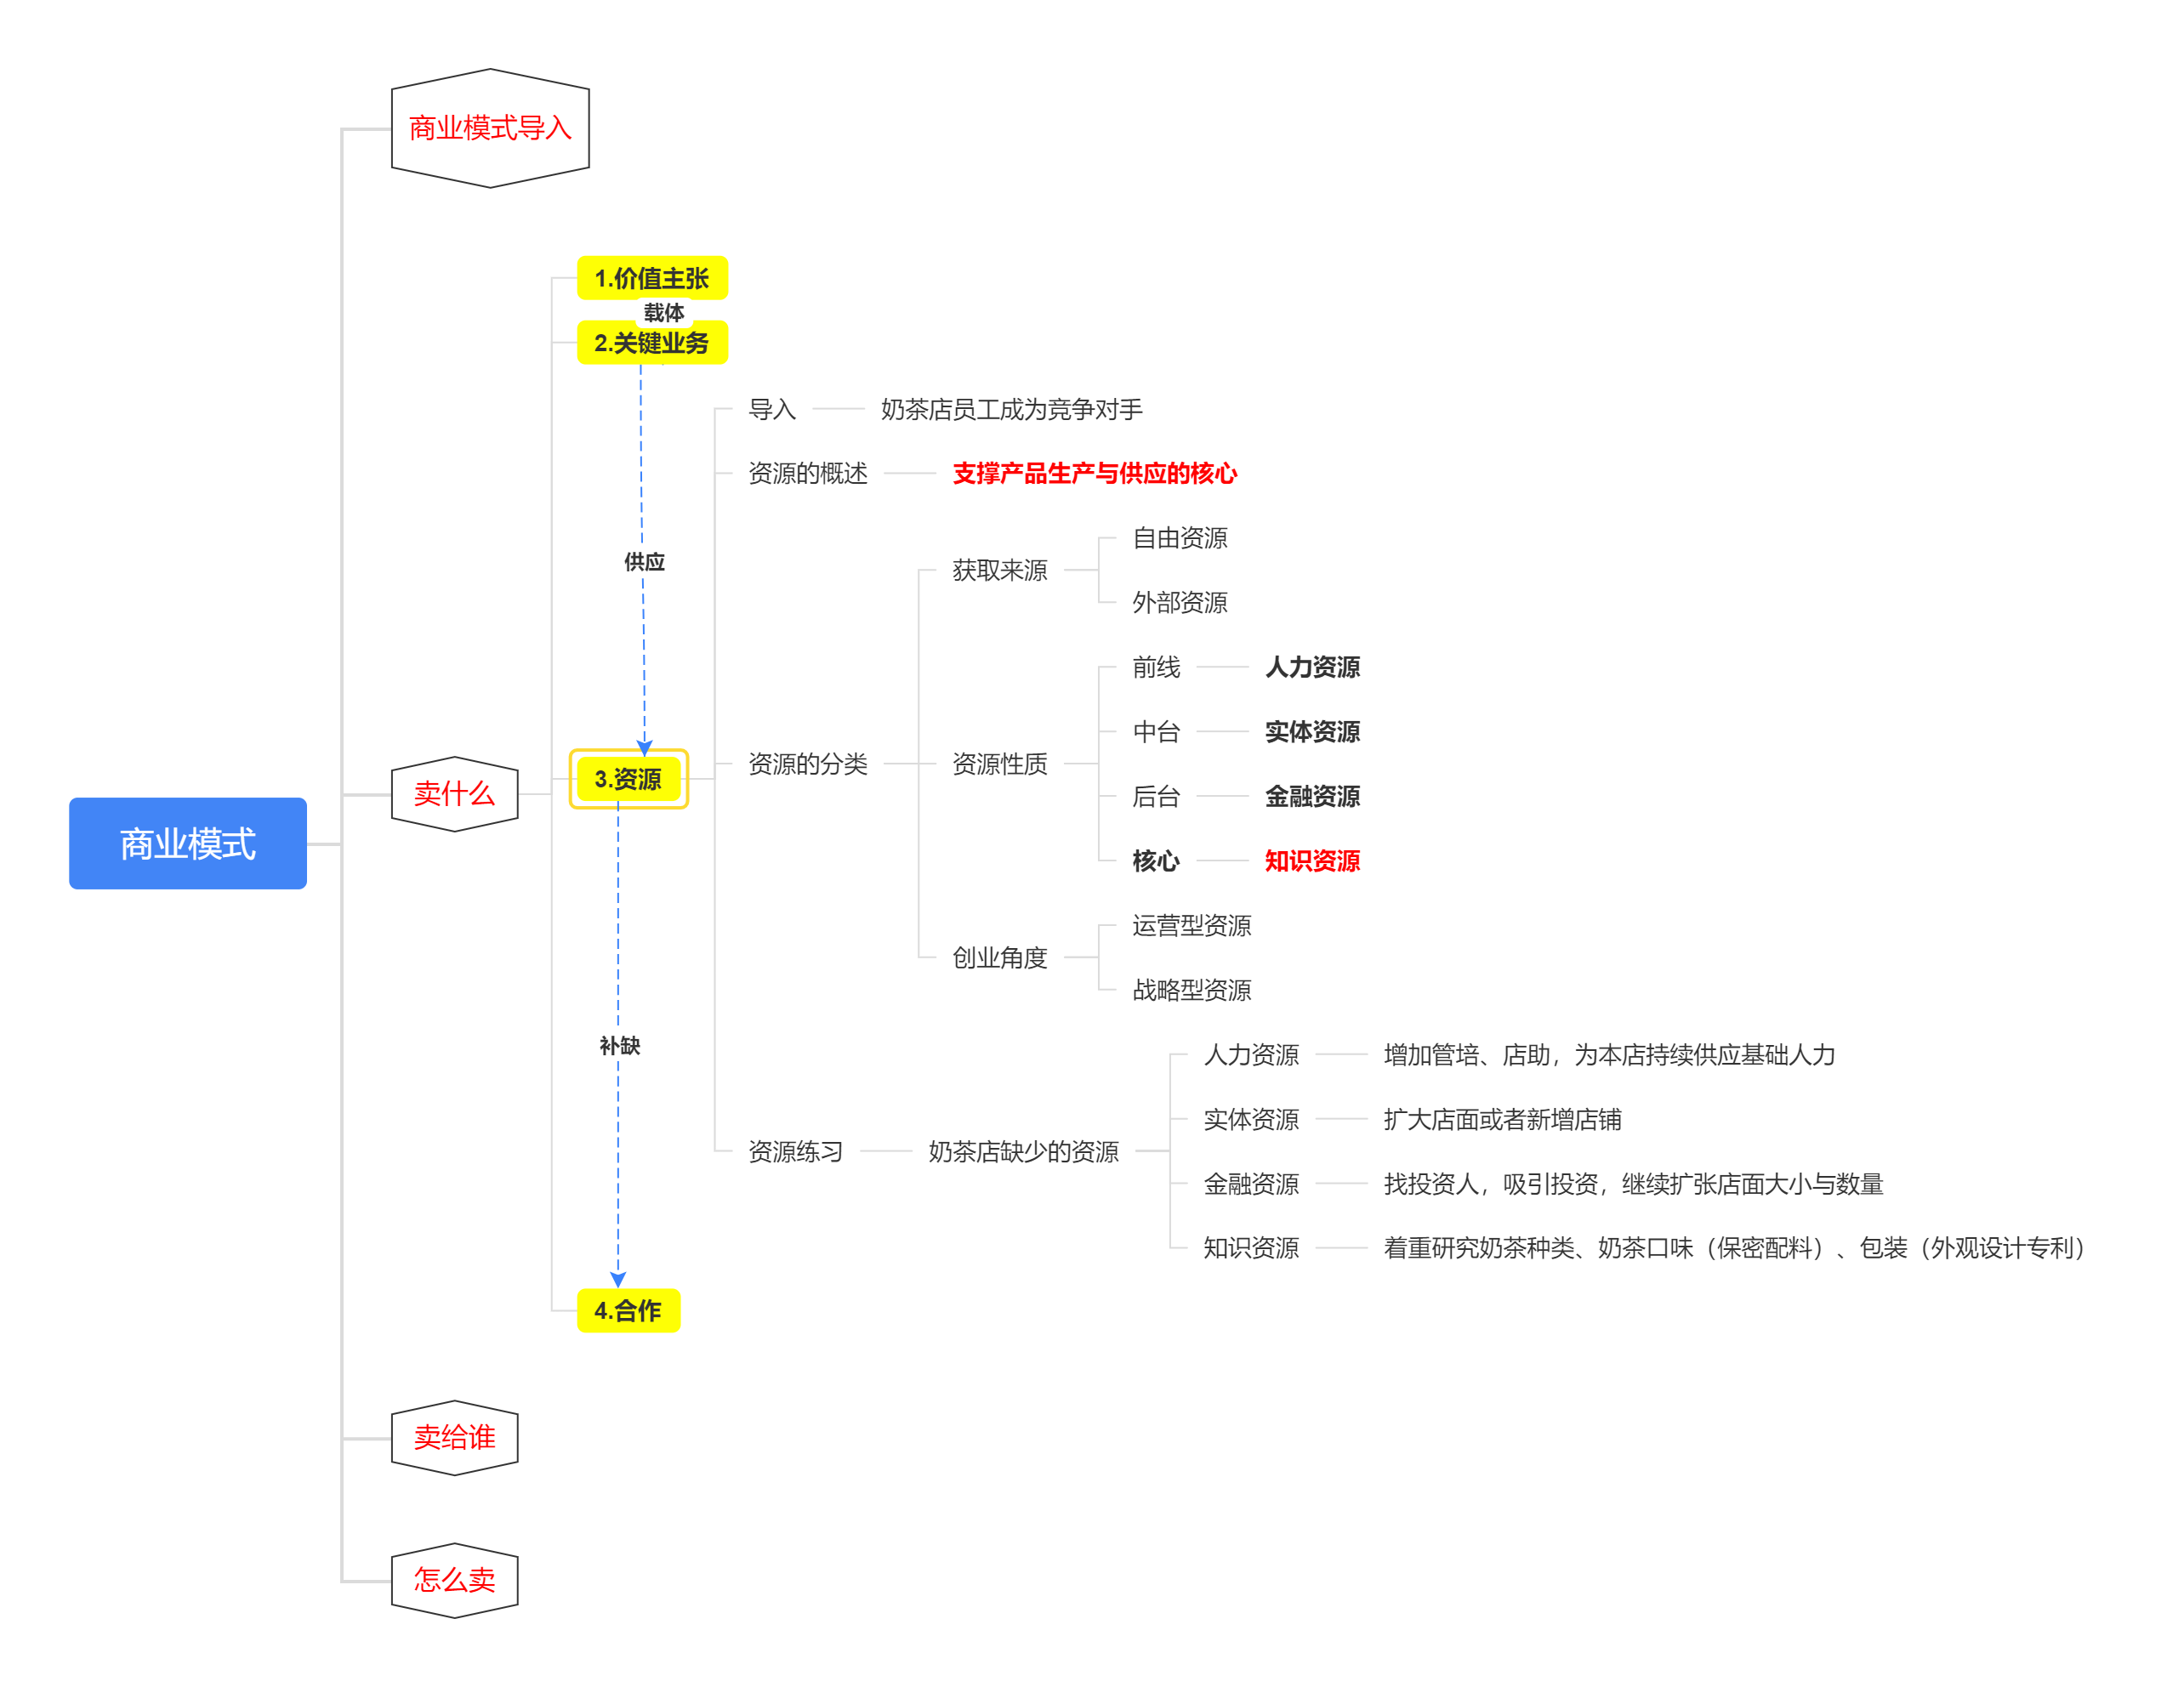 商业模式
商业模式导入
卖什么
1.价值主张
载体
2.关键业务
供应
3.资源
导入
奶茶店员工成为竞争对手
资源的概述
支撑产品生产与供应的核心
资源的分类
获取来源
自由资源
外部资源
资源性质
前线
人力资源
中台
实体资源
后台
金融资源
核心
知识资源
创业角度
运营型资源
战略型资源
资源练习
奶茶店缺少的资源
人力资源
增加管培、店助，为本店持续供应基础人力
实体资源
扩大店面或者新增店铺
金融资源
找投资人，吸引投资，继续扩张店面大小与数量
知识资源
着重研究奶茶种类、奶茶口味（保密配料）、包装（外观设计专利）
补缺
4.合作
卖给谁
怎么卖